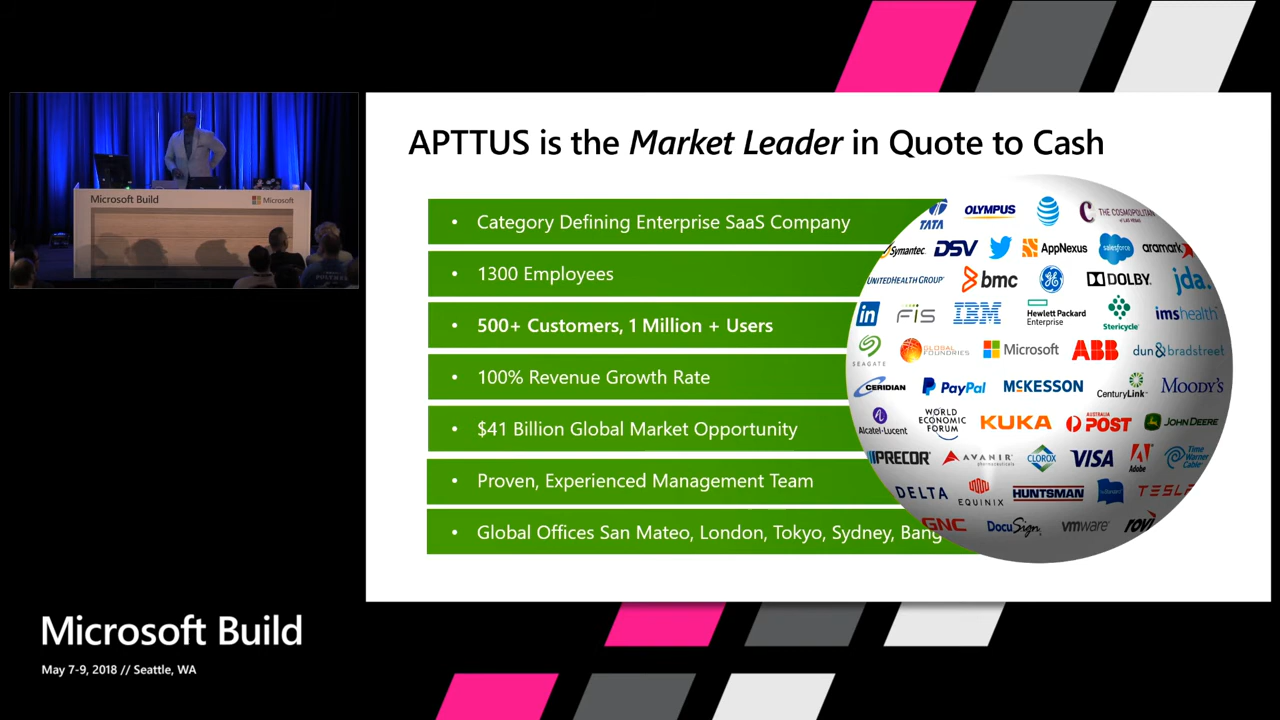 Microsoft Build
Microsoft
APTTUS is the Market Leader in Quote to Cash
• Category Defining Enterprise SaaS Company
• 1300 Employees
• 500+ Customers, 1 Million + Users
• 100% Revenue Growth Rate
• $41 Billion Global Market Opportunity
• Proven, Experienced Management Team
• Global Offices San Mateo, London, Tokyo, Sydney, Bang
TATA
OLYMPUS
AT&T
THE COSMOPOLITAN
Symantec.
DSV
AppNexus
salesforce
aramark
UNITEDHEALTH GROUP
bmc
GE
DOLBY.
jda.
in
FIS
IBM
Hewlett Packard
Enterprise
Stericycle
imshealth
SEAGATE
GLOBAL
FOUNDRIES
Microsoft
ABB
dun&bradstreet
CERIDIAN
PayPal
MCKESSON
CenturyLink
MOODY'S
Alcatel-Lucent
WORLD
ECONOMIC
FORUM
KUKA
AUSTRALIA
POST
JOHN DEERE
PRECOR
AVANIR
pharmaceuticals
CLOROX
VISA
Adobe
Time
Warner
Cable
DELTA
EQUINIX
HUNTSMAN
TESLA
GNC
DocuSign
vmware
rovi
Microsoft Build
May 7-9, 2018 // Seattle, WA